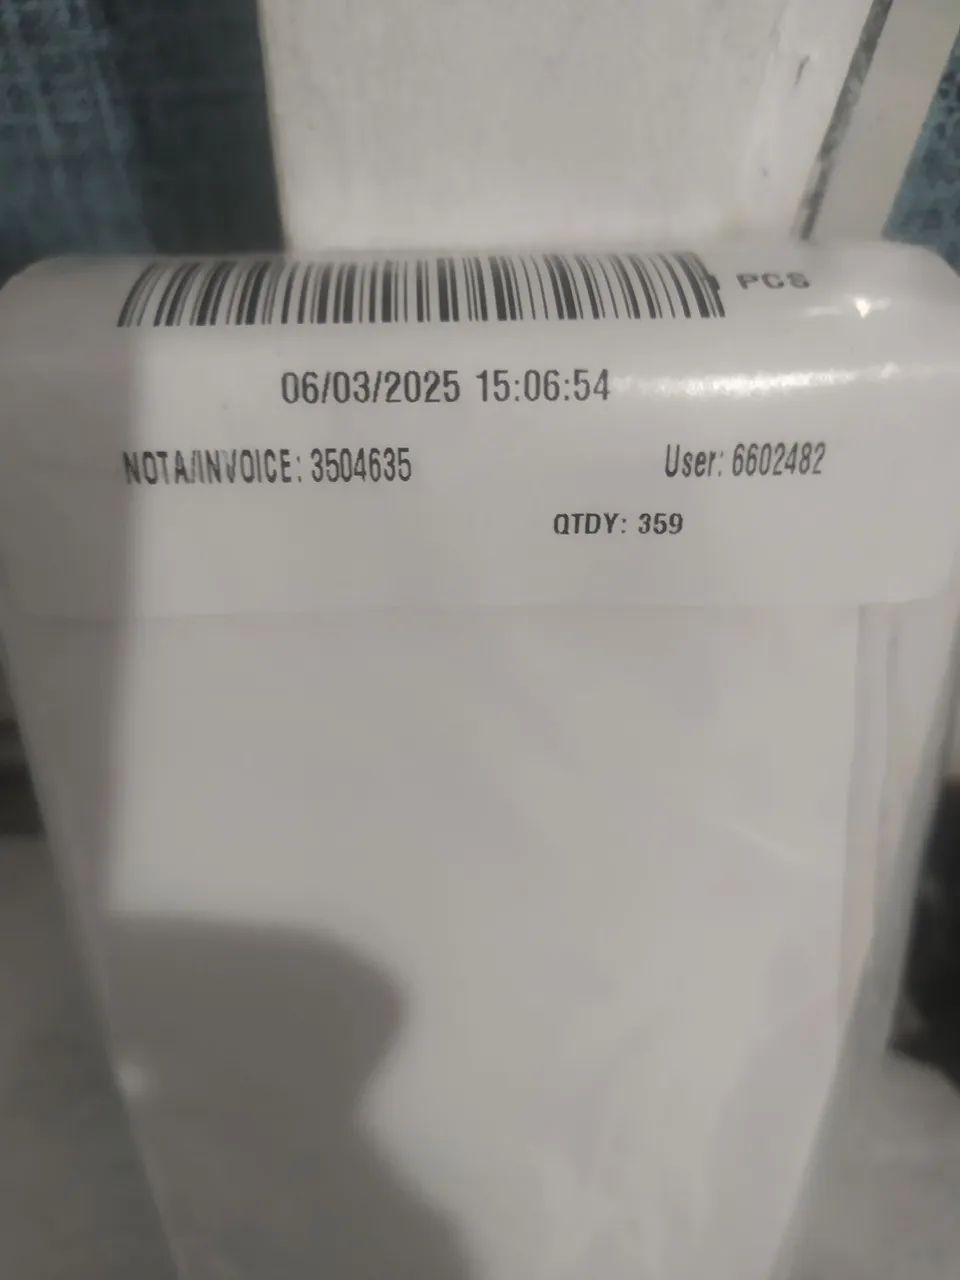 PCS
06/03/2025 15:06:54
NOTA/INVOICE: 3504635
User: 6602482
QTDY: 359